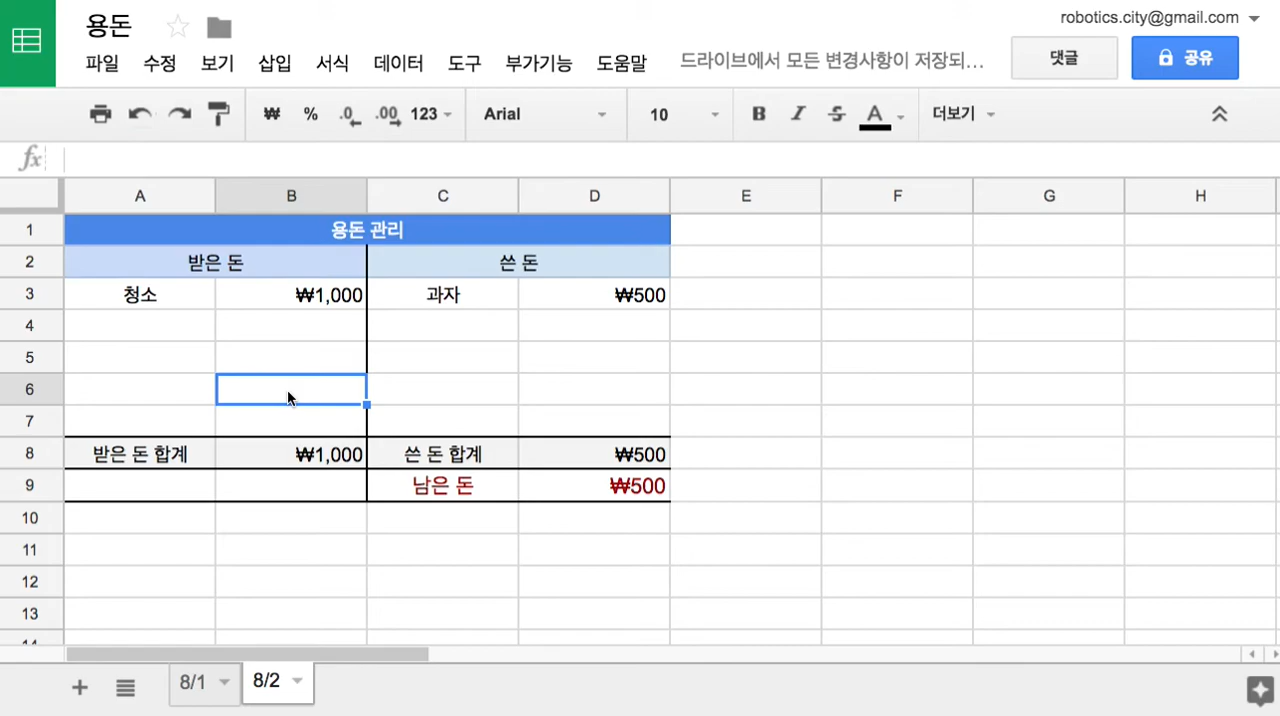 용돈
robotics.city@gmail.com
파일 수정 보기 삽입 서식 데이터 도구 부가기능 도움말 드라이브에서 모든 변경사항이 저장되... 댓글 공유
₩ % .0 .00 123 Arial 10 B I S A 더보기
fx
A B C D E F G H
1 용돈 관리
2 받은 돈 쓴 돈
3 청소 ₩1,000 과자 ₩500
4
5
6
7
8 받은 돈 합계 ₩1,000 쓴 돈 합계 ₩500
9 남은 돈 ₩500
10
11
12
13
14
8/1 8/2